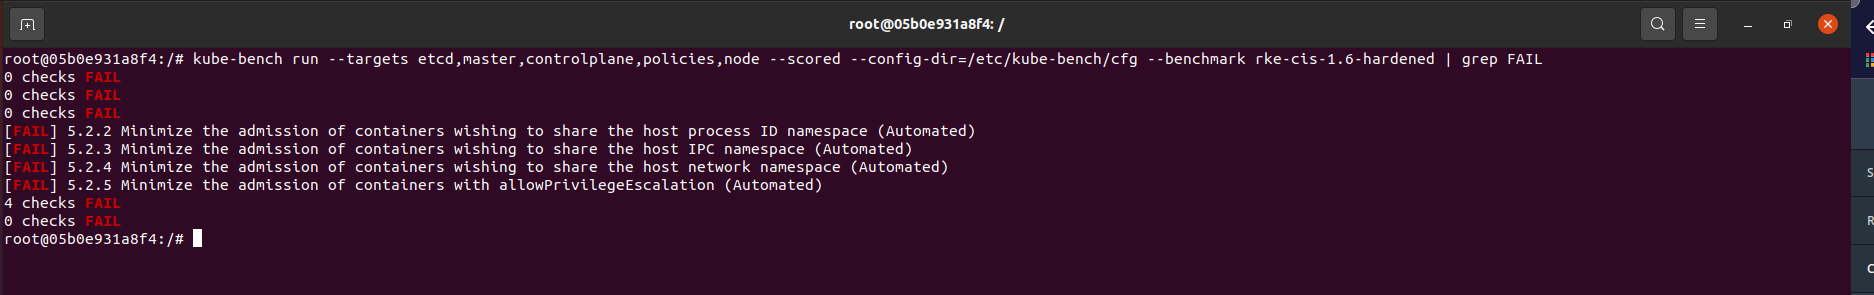 root@05b0e931a8f4: /
root@05b0e931a8f4:/# kube-bench run --targets etcd,master,controlplane,policies,node --scored --config-dir=/etc/kube-bench/cfg --benchmark rke-cis-1.6-hardened | grep FAIL
0 checks FAIL
0 checks FAIL
0 checks FAIL
[FAIL] 5.2.2 Minimize the admission of containers wishing to share the host process ID namespace (Automated)
[FAIL] 5.2.3 Minimize the admission of containers wishing to share the host IPC namespace (Automated)
[FAIL] 5.2.4 Minimize the admission of containers wishing to share the host network namespace (Automated)
[FAIL] 5.2.5 Minimize the admission of containers with allowPrivilegeEscalation (Automated)
4 checks FAIL
0 checks FAIL
root@05b0e931a8f4:/#